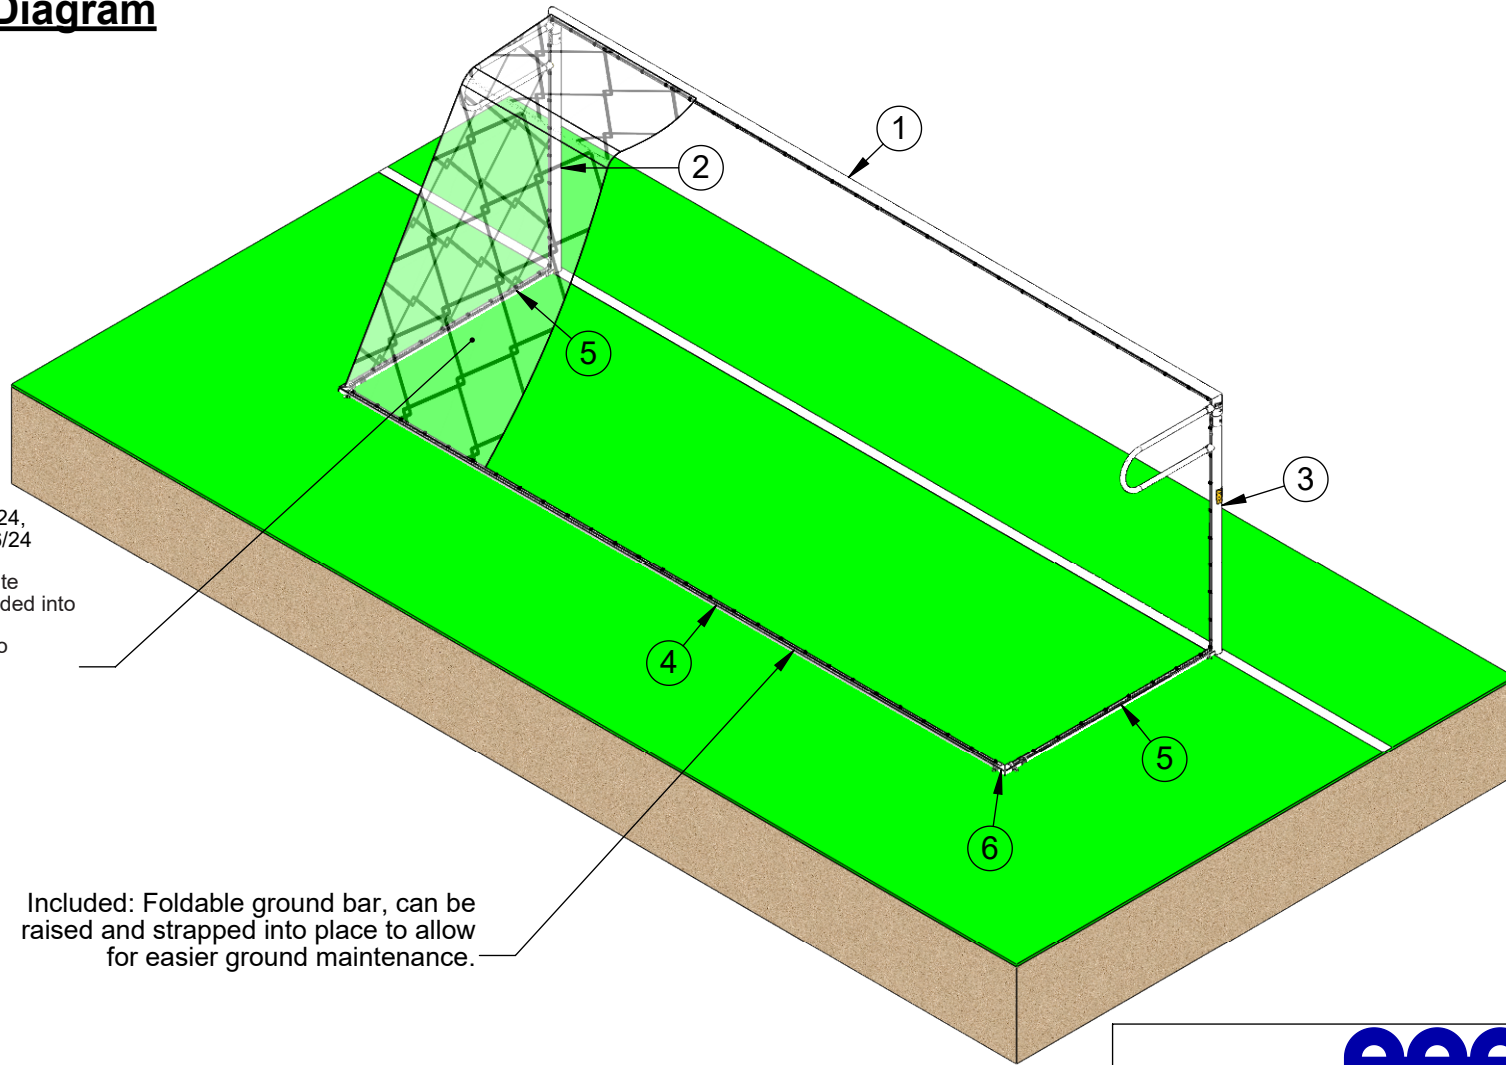 Diagram
1
2
5
3
24,
6/24
te
ded into
o
4
5
6
Included: Foldable ground bar, can be
raised and strapped into place to allow
for easier ground maintenance.